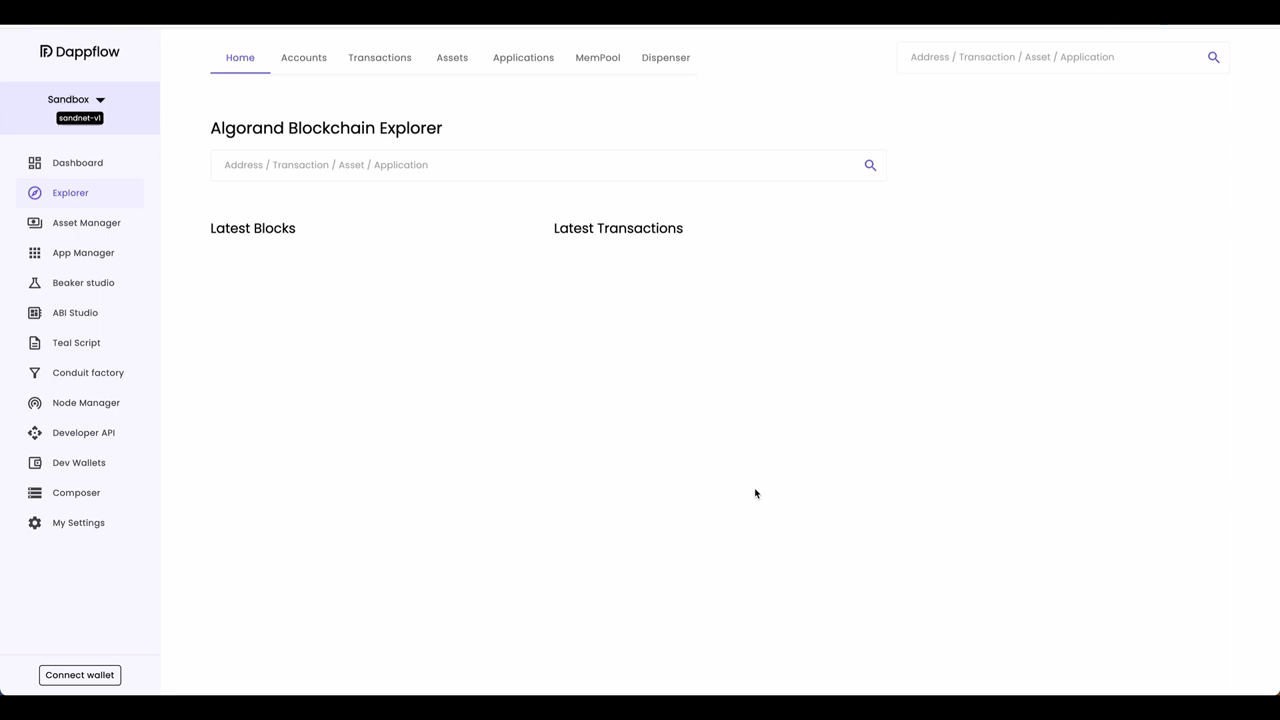 Dappflow
Sandbox
sandnet-v1
Dashboard
Explorer
Asset Manager
App Manager
Beaker studio
ABI Studio
Teal Script
Conduit factory
Node Manager
Developer API
Dev Wallets
Composer
My Settings
Connect wallet
Home Accounts Transactions Assets Applications MemPool Dispenser
Address / Transaction / Asset / Application
Algorand Blockchain Explorer
Address / Transaction / Asset / Application
Latest Blocks
Latest Transactions